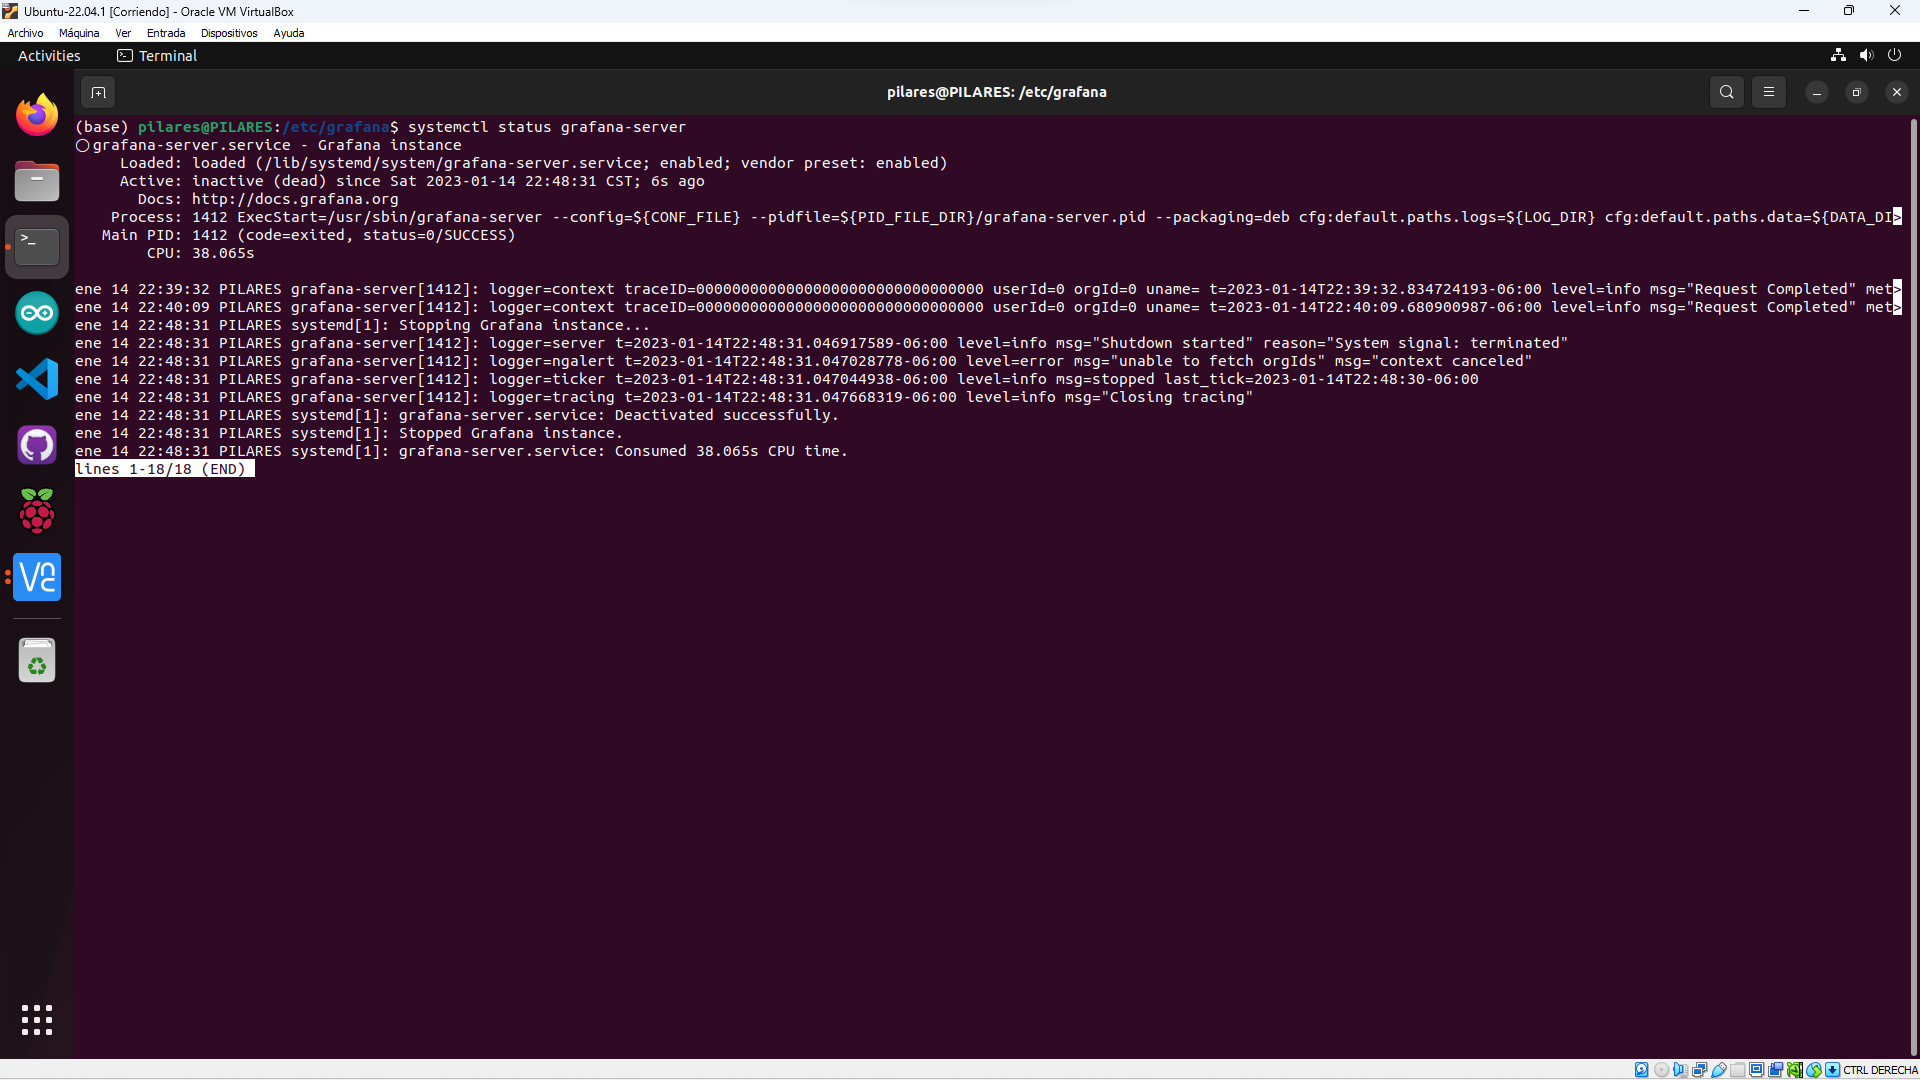 Ubuntu-22.04.1 [Corriendo] - Oracle VM VirtualBox
Archivo Máquina Ver Entrada Dispositivos Ayuda
Activities Terminal
pilares@PILARES: /etc/grafana
(base) pilares@PILARES:/etc/grafana$ systemctl status grafana-server
○ grafana-server.service - Grafana instance
Loaded: loaded (/lib/systemd/system/grafana-server.service; enabled; vendor preset: enabled)
Active: inactive (dead) since Sat 2023-01-14 22:48:31 CST; 6s ago
Docs: http://docs.grafana.org
Process: 1412 ExecStart=/usr/sbin/grafana-server --config=${CONF_FILE} --pidfile=${PID_FILE_DIR}/grafana-server.pid --packaging=deb cfg:default.paths.logs=${LOG_DIR} cfg:default.paths.data=${DATA_DI>
Main PID: 1412 (code=exited, status=0/SUCCESS)
CPU: 38.065s
ene 14 22:39:32 PILARES grafana-server[1412]: logger=context traceID=00000000000000000000000000000000 userId=0 orgId=0 uname= t=2023-01-14T22:39:32.834724193-06:00 level=info msg="Request Completed" met>
ene 14 22:40:09 PILARES grafana-server[1412]: logger=context traceID=00000000000000000000000000000000 userId=0 orgId=0 uname= t=2023-01-14T22:40:09.680900987-06:00 level=info msg="Request Completed" met>
ene 14 22:48:31 PILARES systemd[1]: Stopping Grafana instance...
ene 14 22:48:31 PILARES grafana-server[1412]: logger=server t=2023-01-14T22:48:31.046917589-06:00 level=info msg="Shutdown started" reason="System signal: terminated"
ene 14 22:48:31 PILARES grafana-server[1412]: logger=ngalert t=2023-01-14T22:48:31.047028778-06:00 level=error msg="unable to fetch orgIds" msg="context canceled"
ene 14 22:48:31 PILARES grafana-server[1412]: logger=ticker t=2023-01-14T22:48:31.047044938-06:00 level=info msg=stopped last_tick=2023-01-14T22:48:30-06:00
ene 14 22:48:31 PILARES grafana-server[1412]: logger=tracing t=2023-01-14T22:48:31.047668319-06:00 level=info msg="Closing tracing"
ene 14 22:48:31 PILARES systemd[1]: grafana-server.service: Deactivated successfully.
ene 14 22:48:31 PILARES systemd[1]: Stopped Grafana instance.
ene 14 22:48:31 PILARES systemd[1]: grafana-server.service: Consumed 38.065s CPU time.
lines 1-18/18 (END)
CTRL DERECHA